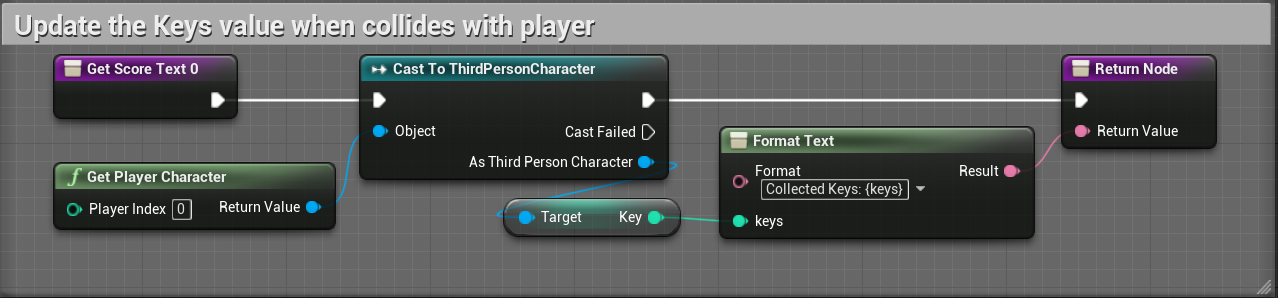 Update the Keys value when collides with player
Get Score Text 0
Cast To ThirdPersonCharacter
Object
Cast Failed
As Third Person Character
Get Player Character
Player Index 0
Return Value
Target
Key
Format Text
Format
Collected Keys: {keys}
Result
keys
Return Node
Return Value